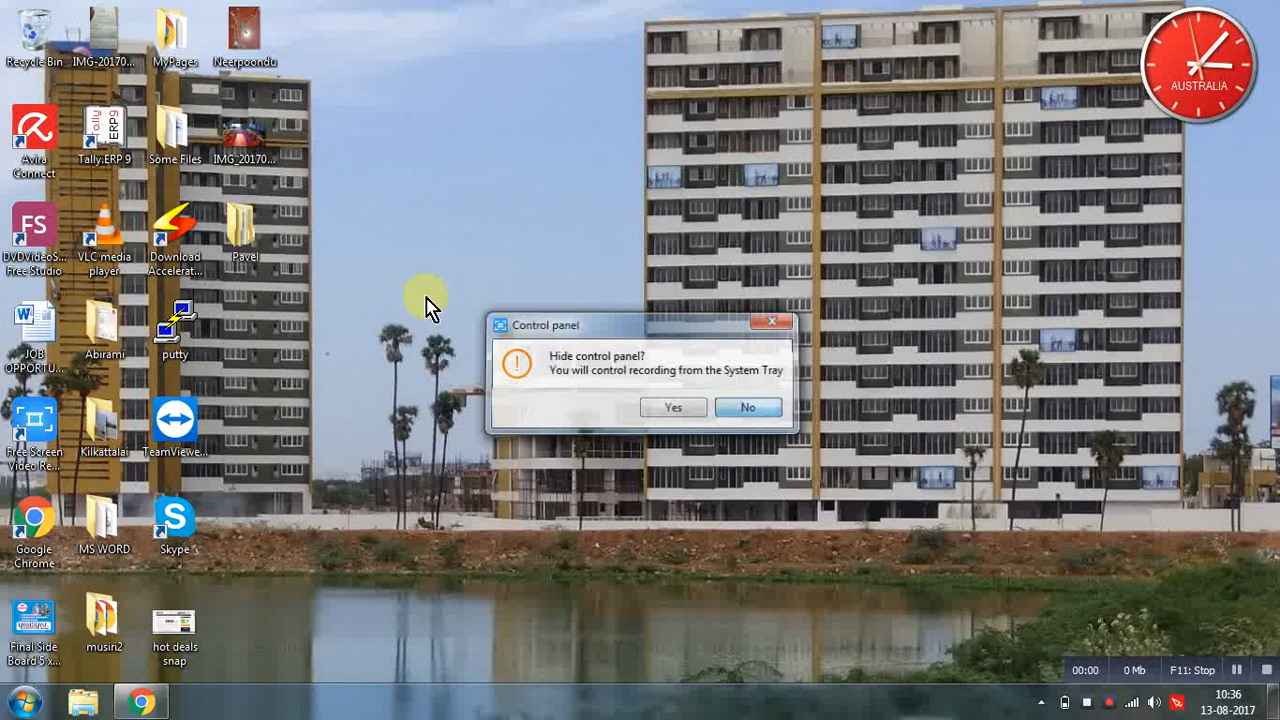 Recycle Bin
IMG-20170...
MyPages
Neerpoondu
AUSTRALIA
Avira
Connect
Tally.ERP 9
Some Files
IMG_20170...
FS
DVDVideoS...
Free Studio
VLC media
player
Download
Accelerat...
Pavel
JOB
OPPORTU...
Abirami
putty
Control panel
Hide control panel?
You will control recording from the System Tray
Yes
No
Free Screen
Video Re...
Kilkattalai
TeamViewe...
Google
Chrome
MS WORD
Skype
Final Side
Board 5 x...
musiri2
hot deals
snap
00:00
0 Mb
F11: Stop
10:36
13-08-2017